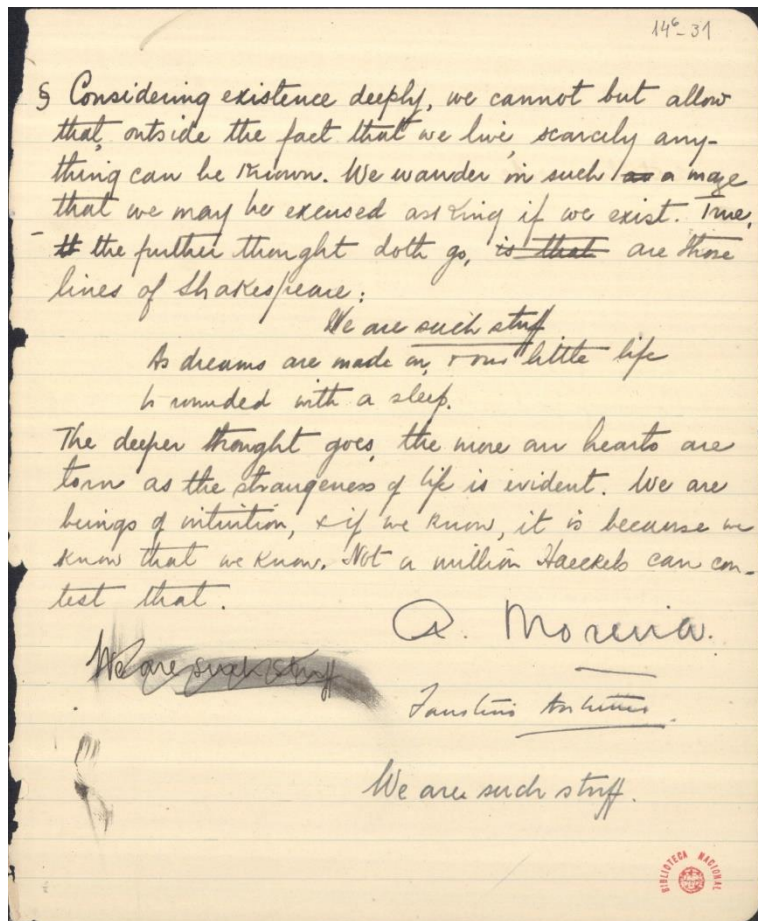 14⁶-31
§ Considering existence deeply, we cannot but allow
that, outside the fact that we live, scarcely any-
thing can be known. We wander in such as a maze
that we may be excused asking if we exist. True,
the further thought doth go, is that are those
lines of Shakespeare:
We are such stuff
As dreams are made on, & our little life
Is rounded with a sleep.
The deeper thought goes, the more our hearts are
torn as the strangeness of life is evident. We are
beings of intuition, & if we know, it is because we
know that we know. Not a million Haeckels can con-
test that.
A. Moreira.
We are such stuff
Faustino Antunes.
We are such stuff.
BIBLIOTECA NACIONAL